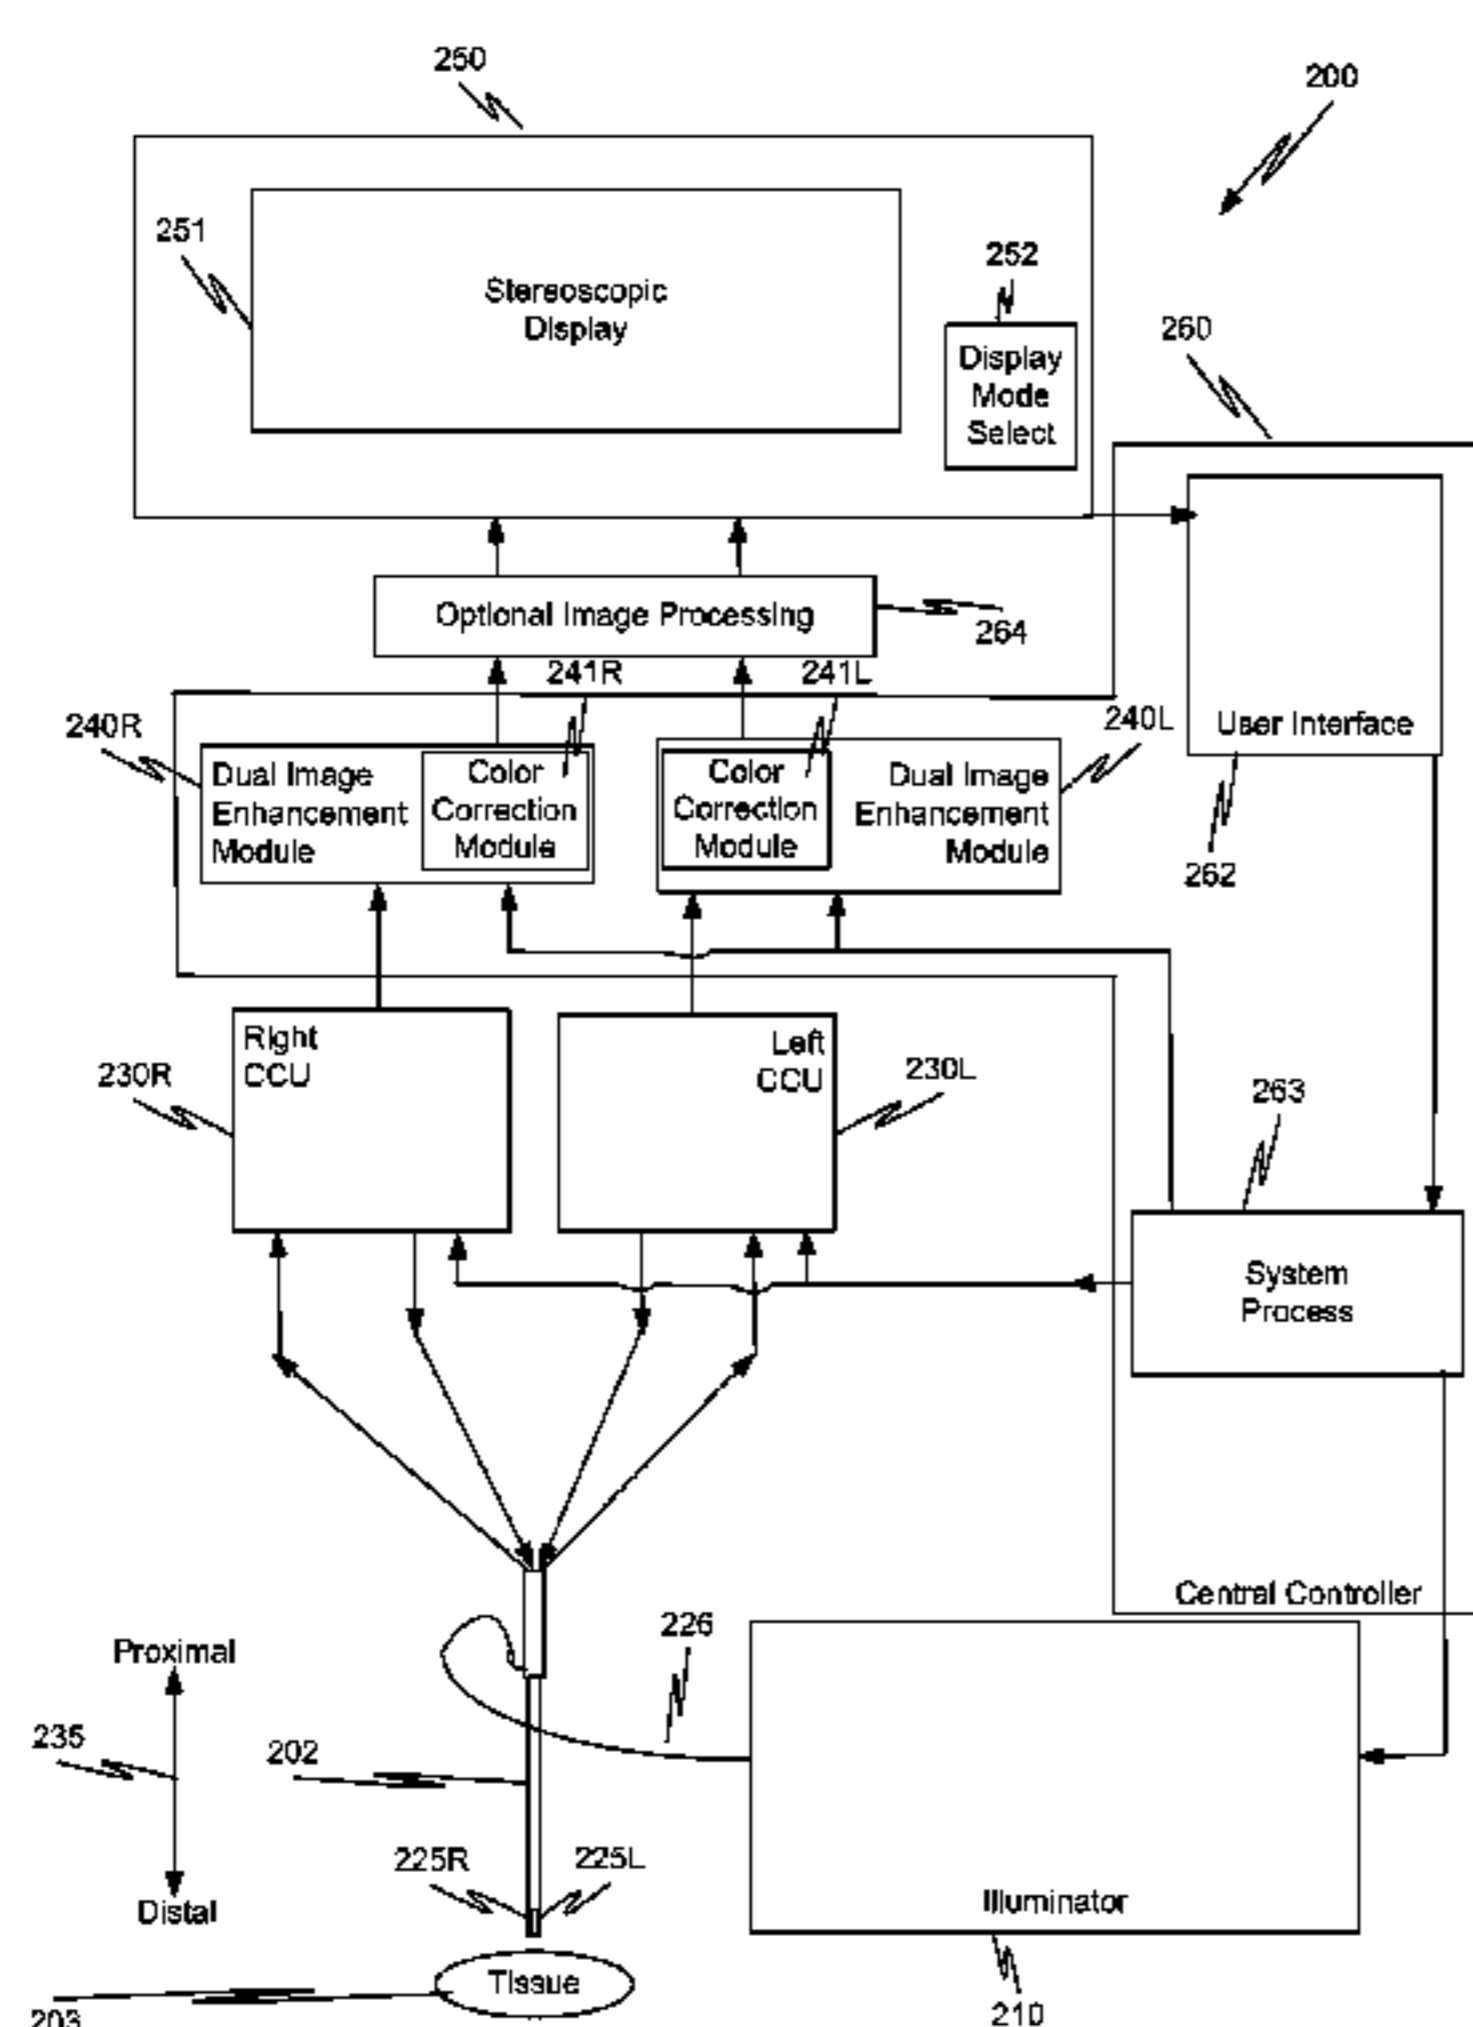 250
200
251
252
Stereoscopic
Display
260
Display
Mode
Select
Optional Image Processing
264
241R
241L
240R
240L
User Interface
Dual Image
Enhancement
Module
Color
Correction
Module
Color
Correction
Module
Dual Image
Enhancement
Module
262
Right
CCU
Left
CCU
230R
230L
263
System
Process
Central Controller
226
Proximal
235
202
225R
225L
Distal
Illuminator
Tissue
203
210